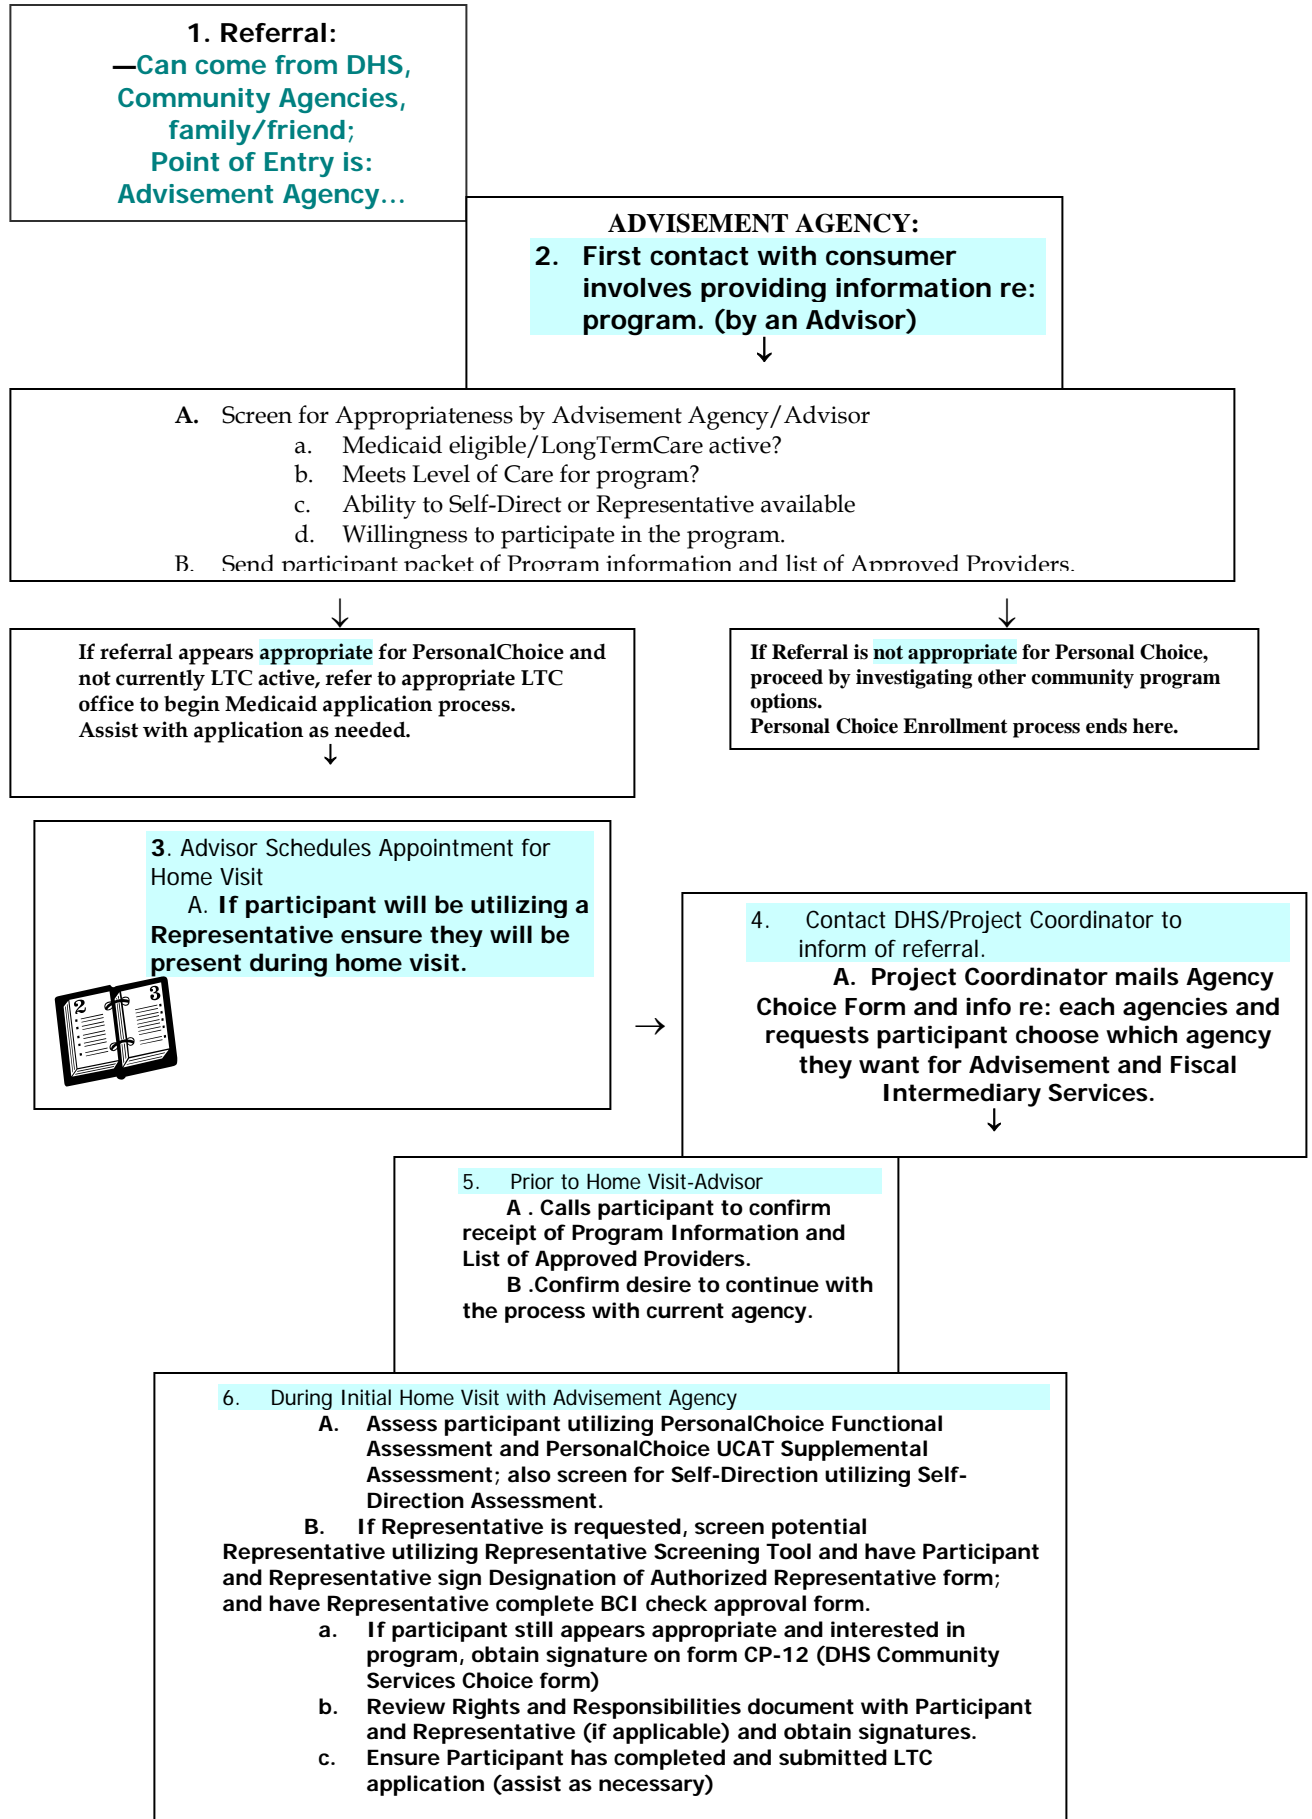 1. Referral:
—Can come from DHS,
Community Agencies,
family/friend;
Point of Entry is:
Advisement Agency…
ADVISEMENT AGENCY:
2. First contact with consumer
involves providing information re:
program. (by an Advisor)
↓
A. Screen for Appropriateness by Advisement Agency/Advisor
a. Medicaid eligible/LongTermCare active?
b. Meets Level of Care for program?
c. Ability to Self-Direct or Representative available
d. Willingness to participate in the program.
B. Send participant packet of Program information and list of Approved Providers.
↓ ↓
If referral appears appropriate for PersonalChoice and
not currently LTC active, refer to appropriate LTC
office to begin Medicaid application process.
Assist with application as needed.
↓
If Referral is not appropriate for Personal Choice,
proceed by investigating other community program
options.
Personal Choice Enrollment process ends here.
3. Advisor Schedules Appointment for
Home Visit
A. If participant will be utilizing a
Representative ensure they will be
present during home visit.
2 3
→
4. Contact DHS/Project Coordinator to
inform of referral.
A. Project Coordinator mails Agency
Choice Form and info re: each agencies and
requests participant choose which agency
they want for Advisement and Fiscal
Intermediary Services.
↓
5. Prior to Home Visit-Advisor
A . Calls participant to confirm
receipt of Program Information and
List of Approved Providers.
B .Confirm desire to continue with
the process with current agency.
6. During Initial Home Visit with Advisement Agency
A. Assess participant utilizing PersonalChoice Functional
Assessment and PersonalChoice UCAT Supplemental
Assessment; also screen for Self-Direction utilizing Self-
Direction Assessment.
B. If Representative is requested, screen potential
Representative utilizing Representative Screening Tool and have Participant
and Representative sign Designation of Authorized Representative form;
and have Representative complete BCI check approval form.
a. If participant still appears appropriate and interested in
program, obtain signature on form CP-12 (DHS Community
Services Choice form)
b. Review Rights and Responsibilities document with Participant
and Representative (if applicable) and obtain signatures.
c. Ensure Participant has completed and submitted LTC
application (assist as necessary)